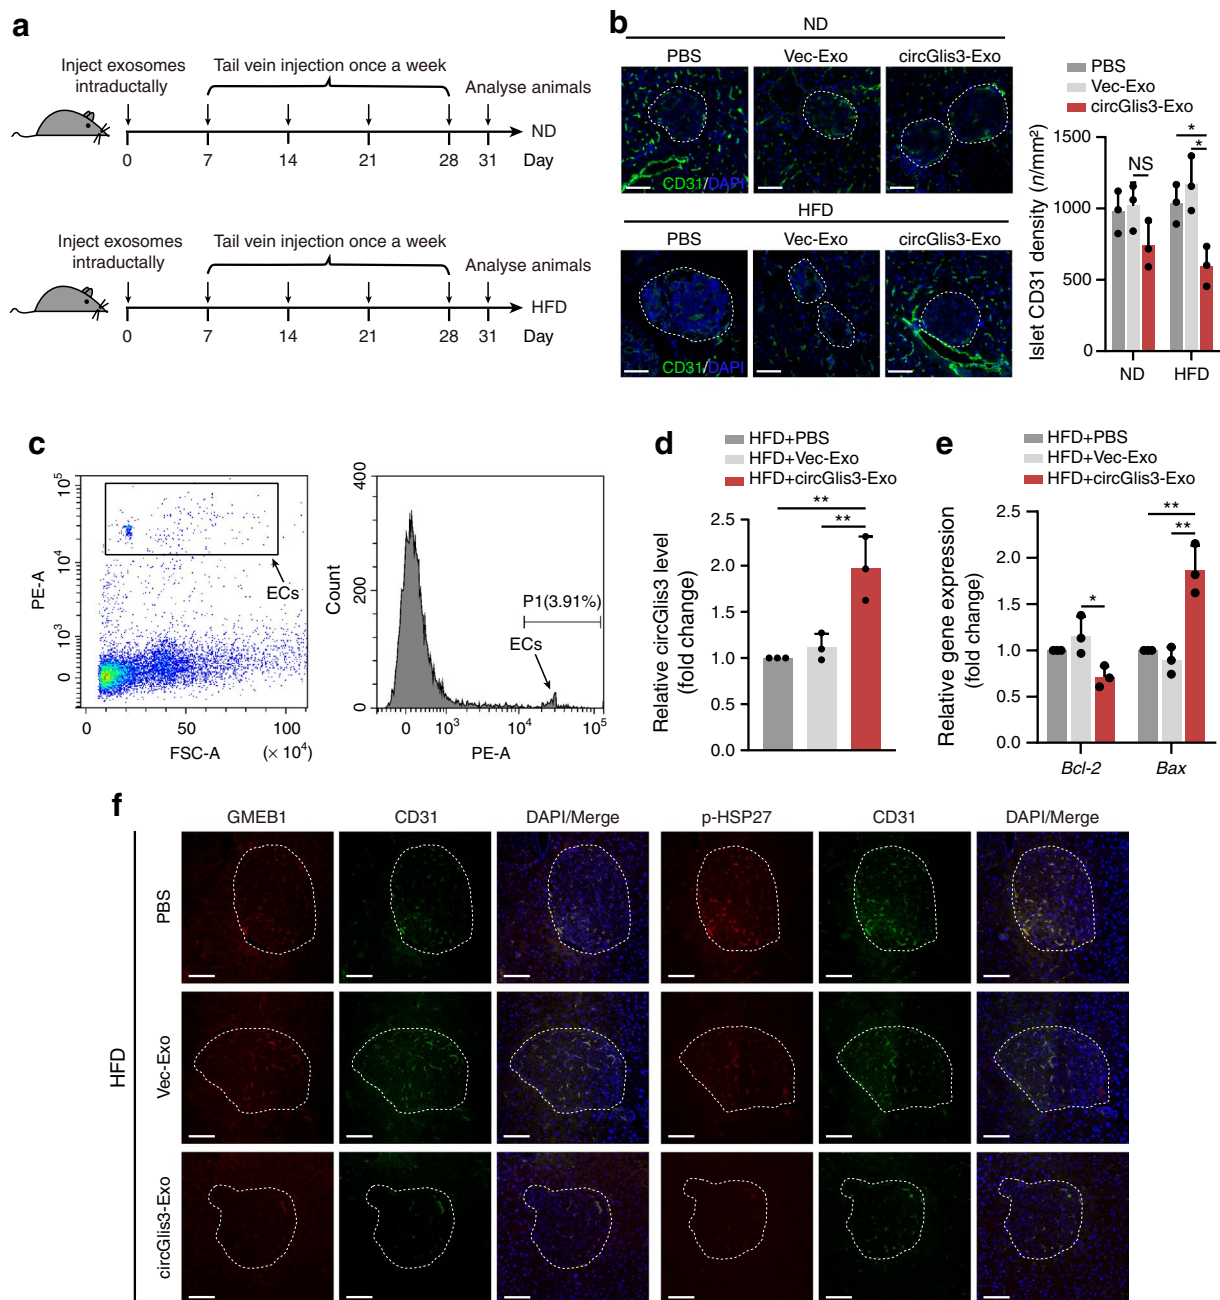 a
Inject exosomes
intraductally
Tail vein injection once a week
Analyse animals
ND
0 7 14 21 28 31 Day
Inject exosomes
intraductally
Tail vein injection once a week
Analyse animals
HFD
0 7 14 21 28 31 Day
b
ND
PBS Vec-Exo circGlis3-Exo
CD31/DAPI
HFD
PBS Vec-Exo circGlis3-Exo
CD31/DAPI
PBS
Vec-Exo
circGlis3-Exo
Islet CD31 density (n/mm²)
1500
1000
500
0
NS
*
*
ND HFD
c
PE-A
10⁵
10⁴
10³
0
ECs
0 50 100
FSC-A (× 10⁴)
Count
400
200
0
P1(3.91%)
ECs
0 10³ 10⁴ 10⁵
PE-A
d
HFD+PBS
HFD+Vec-Exo
HFD+circGlis3-Exo
Relative circGlis3 level
(fold change)
2.5
2.0
1.5
1.0
0.5
0.0
**
**
e
HFD+PBS
HFD+Vec-Exo
HFD+circGlis3-Exo
Relative gene expression
(fold change)
2.5
2.0
1.5
1.0
0.5
0.0
*
**
**
Bcl-2 Bax
f
GMEB1 CD31 DAPI/Merge p-HSP27 CD31 DAPI/Merge
HFD
PBS
Vec-Exo
circGlis3-Exo